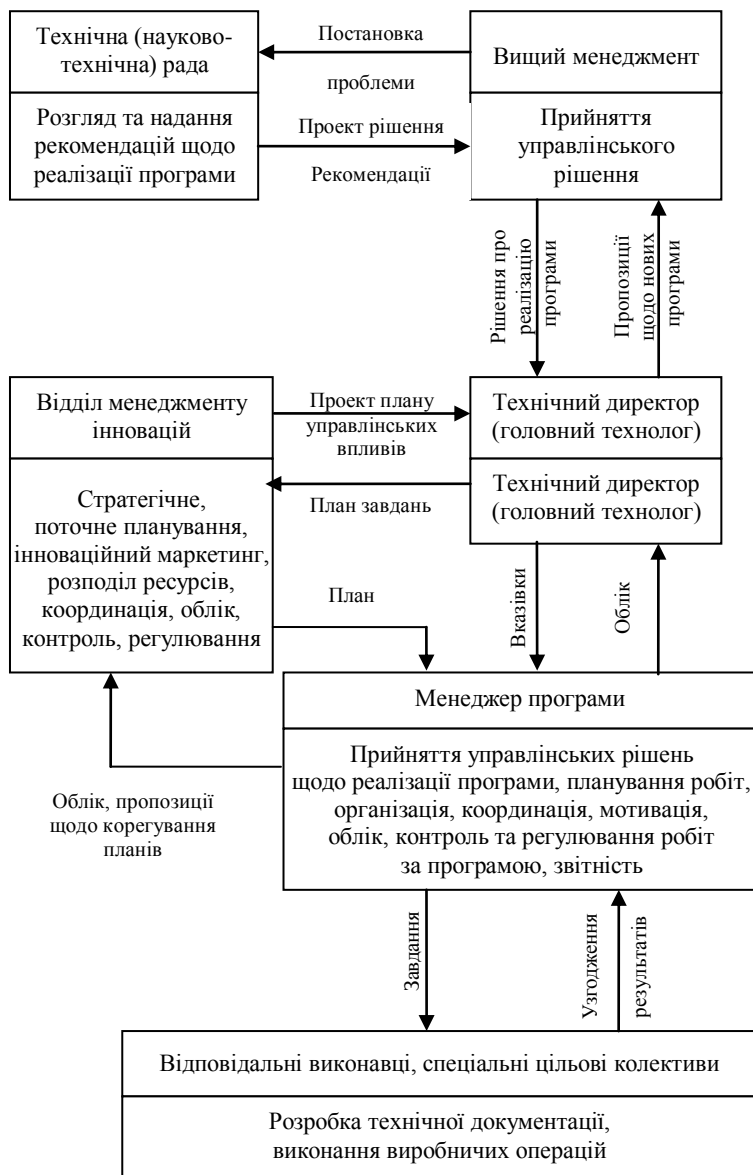 Технічна (науково-
технічна) рада
Постановка
проблеми
Вищий менеджмент
Розгляд та надання
рекомендацій щодо
реалізації програми
Проект рішення
Рекомендації
Прийняття
управлінського
рішення
Рішення про
реалізацію
програми
Пропозиції
щодо нових
програми
Відділ менеджменту
інновацій
Проект плану
управлінських
впливів
Технічний директор
(головний технолог)
Стратегічне,
поточне планування,
інноваційний маркетинг,
розподіл ресурсів,
координація, облік,
контроль, регулювання
План завдань
Технічний директор
(головний технолог)
План
Вказівки
Облік
Менеджер програми
Прийняття управлінських рішень
щодо реалізації програми, планування робіт,
організація, координація, мотивація,
облік, контроль та регулювання робіт
за програмою, звітність
Облік, пропозиції
щодо корегування
планів
Завдання
Узгодження
результатів
Відповідальні виконавці, спеціальні цільові колективи
Розробка технічної документації,
виконання виробничих операцій